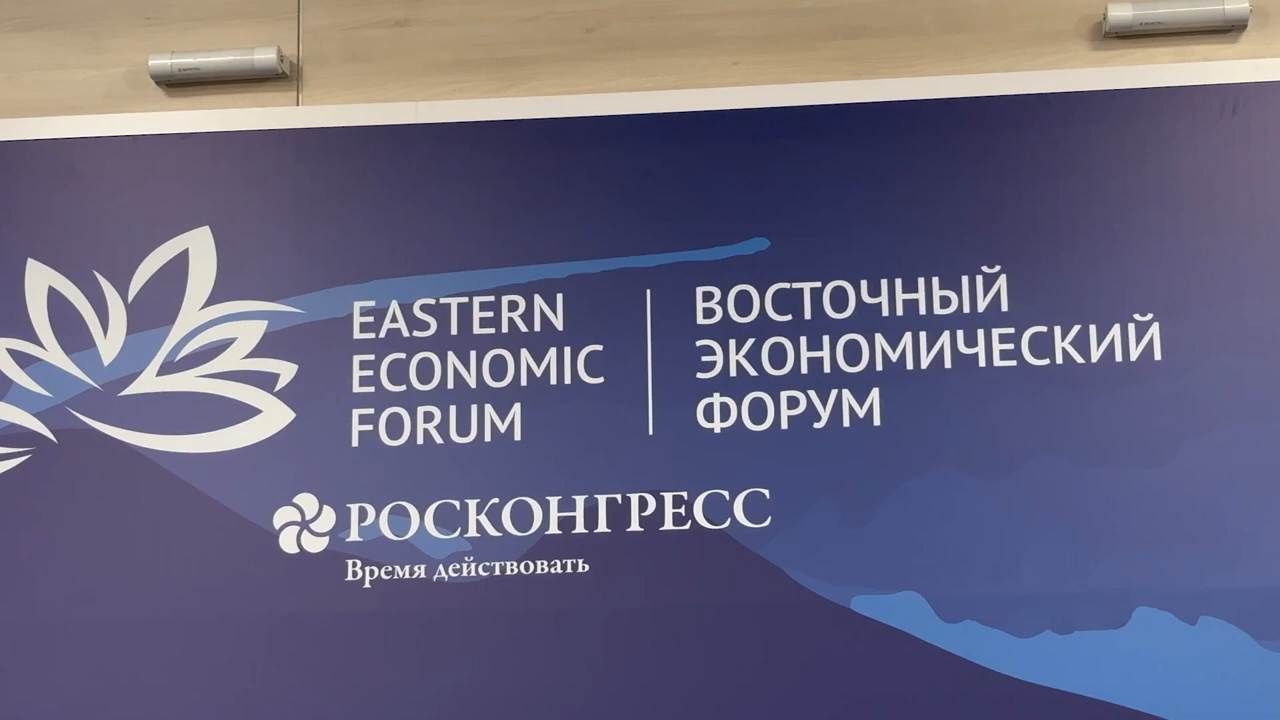 EASTERN
ECONOMIC
FORUM
ВОСТОЧНЫЙ
ЭКОНОМИЧЕСКИЙ
ФОРУМ
РОСКОНГРЕСС
Время действовать